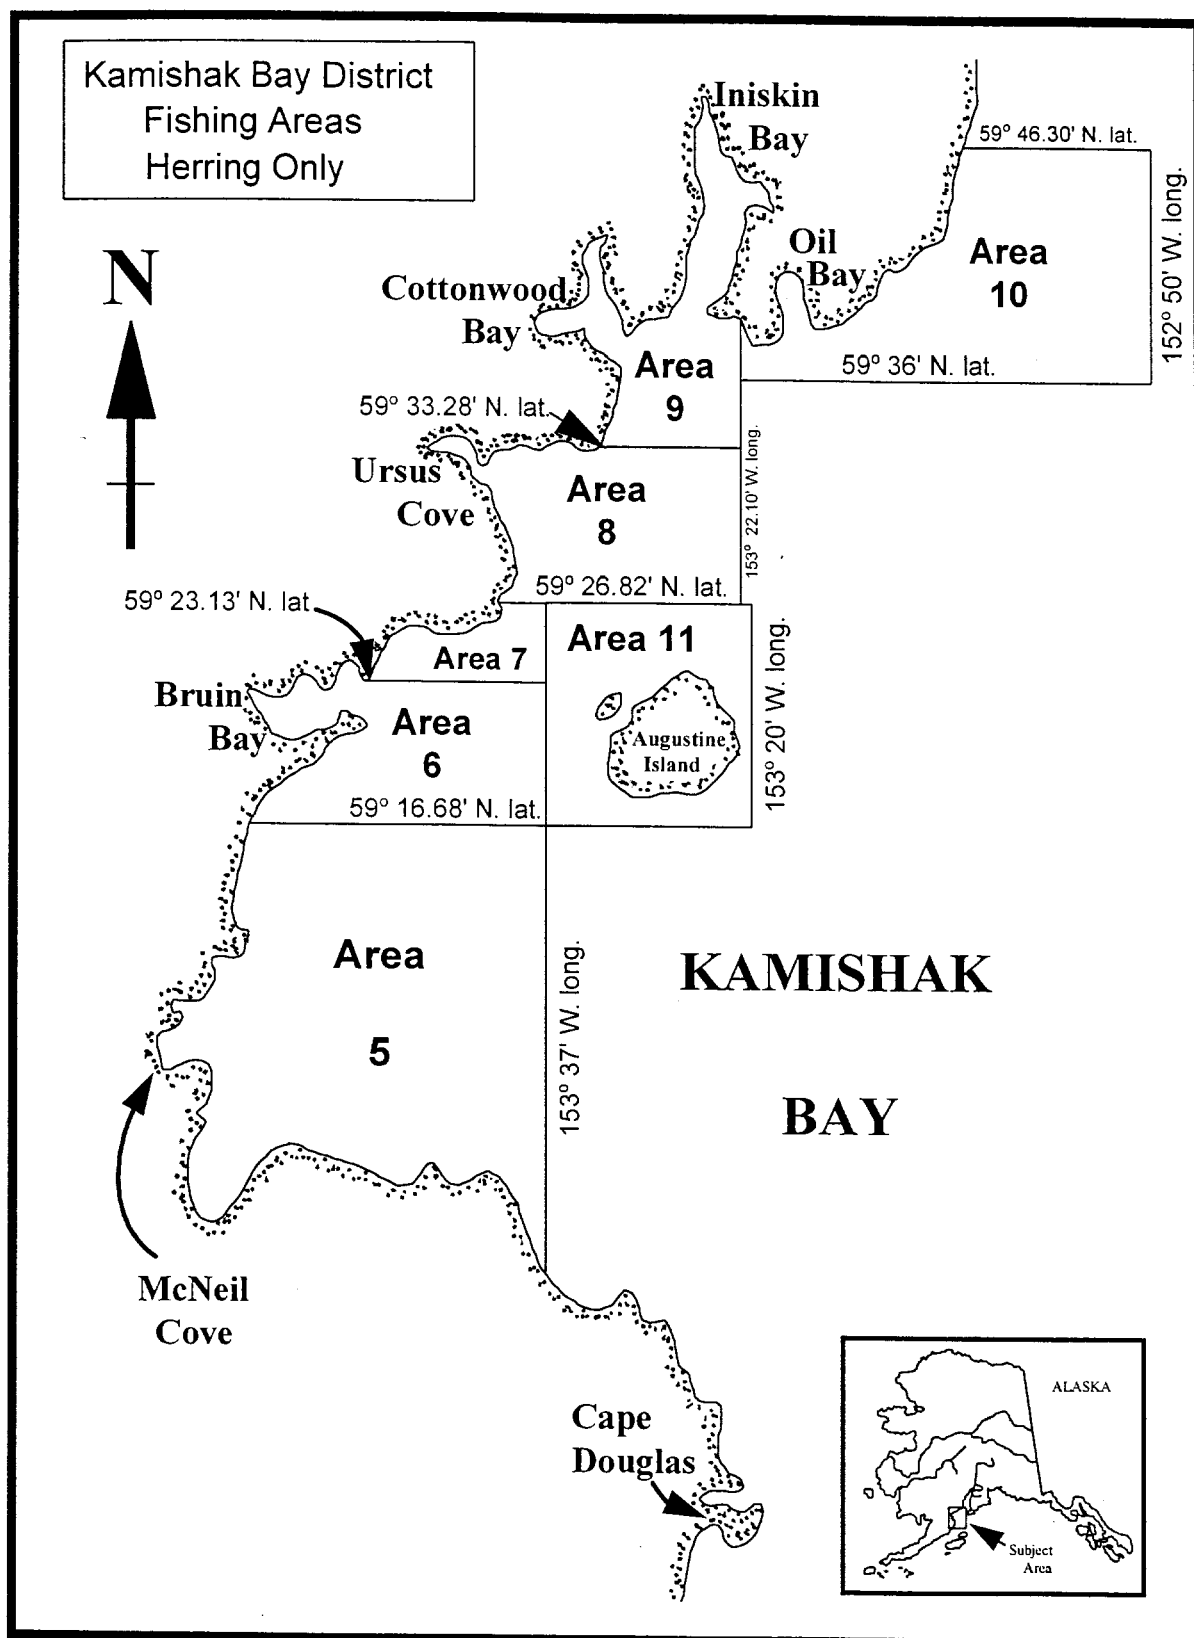 Kamishak Bay District
Fishing Areas
Herring Only
N
Iniskin
Bay
59° 46.30' N. lat.
152° 50' W. long.
Oil
Bay
Area
10
Cottonwood
Bay
59° 36' N. lat.
Area
9
59° 33.28' N. lat.
Ursus
Cove
Area
8
153° 22.10' W. long.
59° 26.82' N. lat.
59° 23.13' N. lat
Area 7
Area 11
153° 20' W. long.
Bruin
Bay
Area
6
Augustine
Island
59° 16.68' N. lat.
Area
5
153° 37' W. long.
KAMISHAK
BAY
McNeil
Cove
Cape
Douglas
ALASKA
Subject
Area